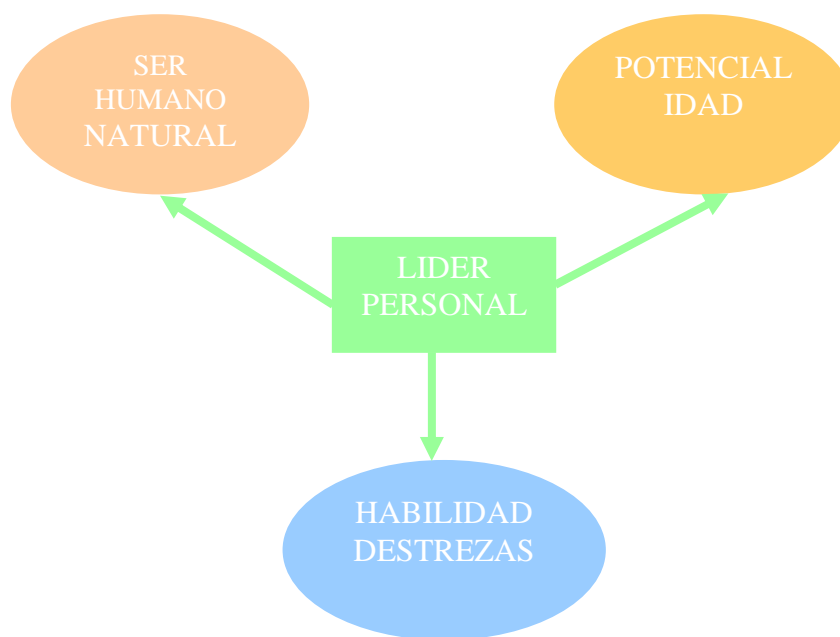 SER
HUMANO
NATURAL
POTENCIAL
IDAD
LIDER
PERSONAL
HABILIDAD
DESTREZAS